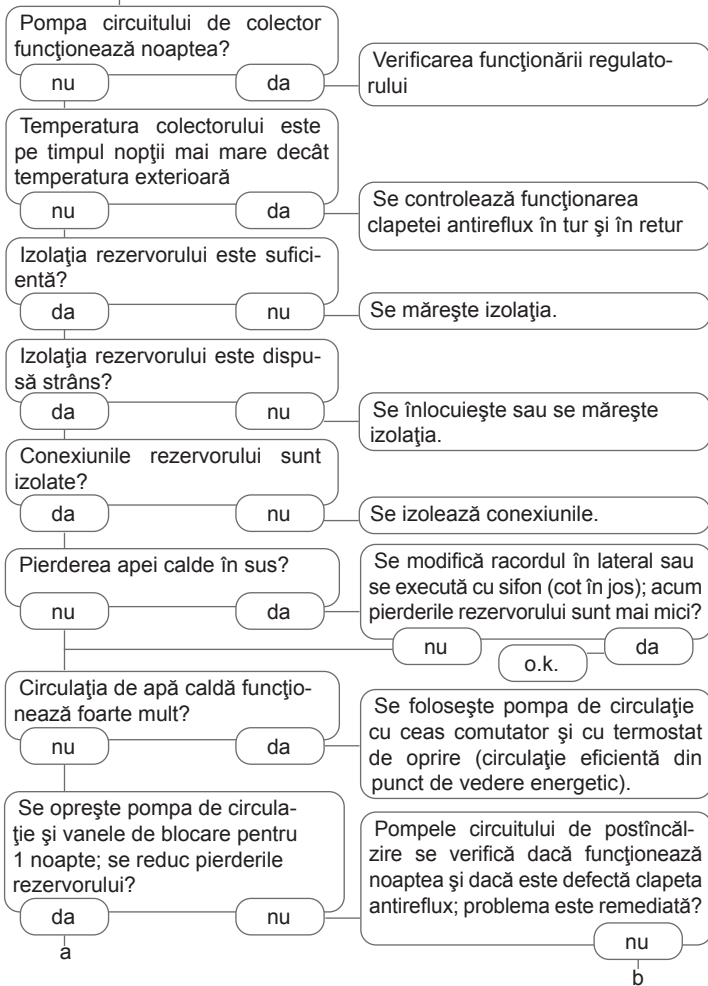 Pompa circuitului de colector
funcţionează noaptea?
nu
da
Verificarea funcţionării regulato-
rului
Temperatura colectorului este
pe timpul nopţii mai mare decât
temperatura exterioară
nu
da
Se controlează funcţionarea
clapetei antireflux în tur şi în retur
Izolaţia rezervorului este sufici-
entă?
da
nu
Se măreşte izolaţia.
Izolaţia rezervorului este dispu-
să strâns?
da
nu
Se înlocuieşte sau se măreşte
izolaţia.
Conexiunile rezervorului sunt
izolate?
da
nu
Se izolează conexiunile.
Pierderea apei calde în sus?
nu
da
Se modifică racordul în lateral sau
se execută cu sifon (cot în jos); acum
pierderile rezervorului sunt mai mici?
nu
da
o.k.
Circulaţia de apă caldă funcţio-
nează foarte mult?
nu
da
Se foloseşte pompa de circulaţie
cu ceas comutator şi cu termostat
de oprire (circulaţie eficientă din
punct de vedere energetic).
Se opreşte pompa de circula-
ţie şi vanele de blocare pentru
1 noapte; se reduc pierderile
rezervorului?
da
nu
a
Pompele circuitului de postîncăl-
zire se verifică dacă funcţionează
noaptea şi dacă este defectă clapeta
antireflux; problema este remediată?
nu
b